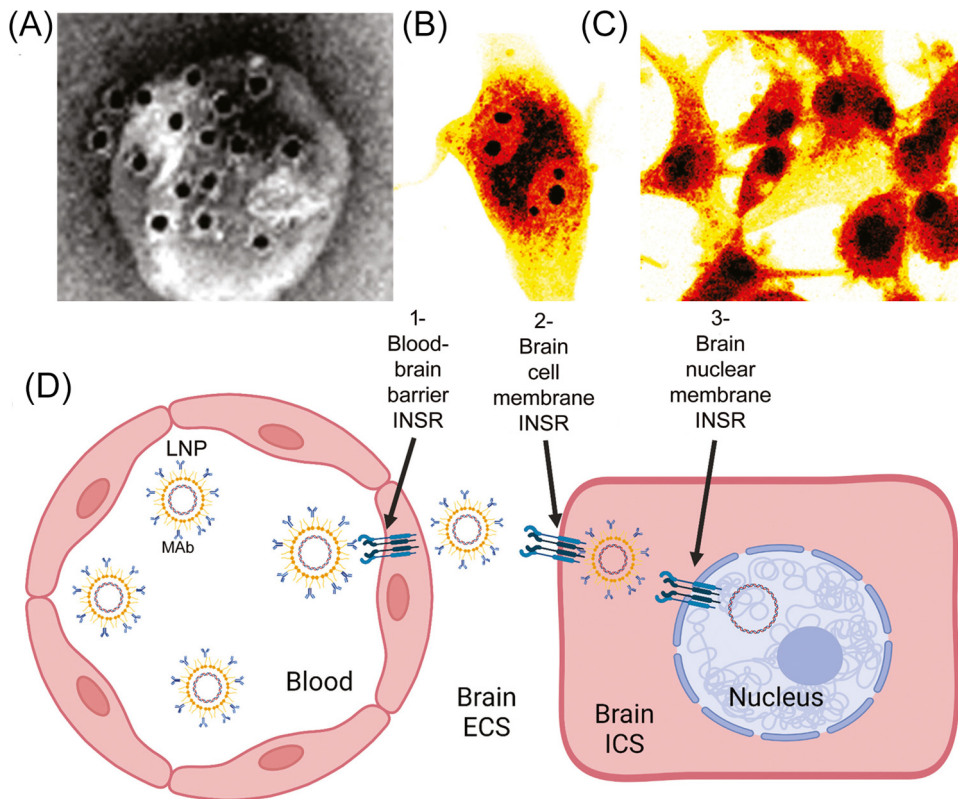 (A)
(B)
(C)
1-
Blood-
brain
barrier
INSR
2-
Brain
cell
membrane
INSR
3-
Brain
nuclear
membrane
INSR
(D)
LNP
MAb
Blood
Brain
ECS
Brain
ICS
Nucleus